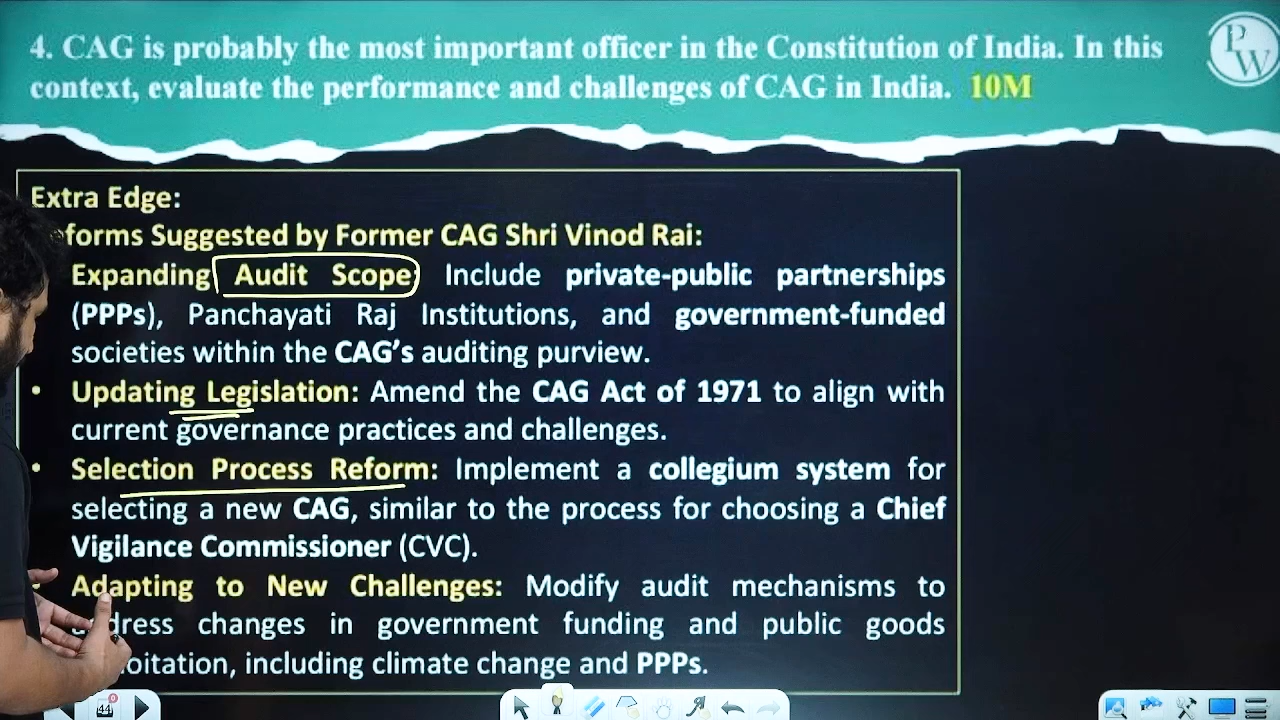 4. CAG is probably the most important officer in the Constitution of India. In this
context, evaluate the performance and challenges of CAG in India. 10M
P
W
Extra Edge:
forms Suggested by Former CAG Shri Vinod Rai:
Expanding Audit Scope: Include private-public partnerships
(PPPs), Panchayati Raj Institutions, and government-funded
societies within the CAG's auditing purview.
• Updating Legislation: Amend the CAG Act of 1971 to align with
current governance practices and challenges.
• Selection Process Reform: Implement a collegium system for
selecting a new CAG, similar to the process for choosing a Chief
Vigilance Commissioner (CVC).
Adapting to New Challenges: Modify audit mechanisms to
dress changes in government funding and public goods
oitation, including climate change and PPPs.
44